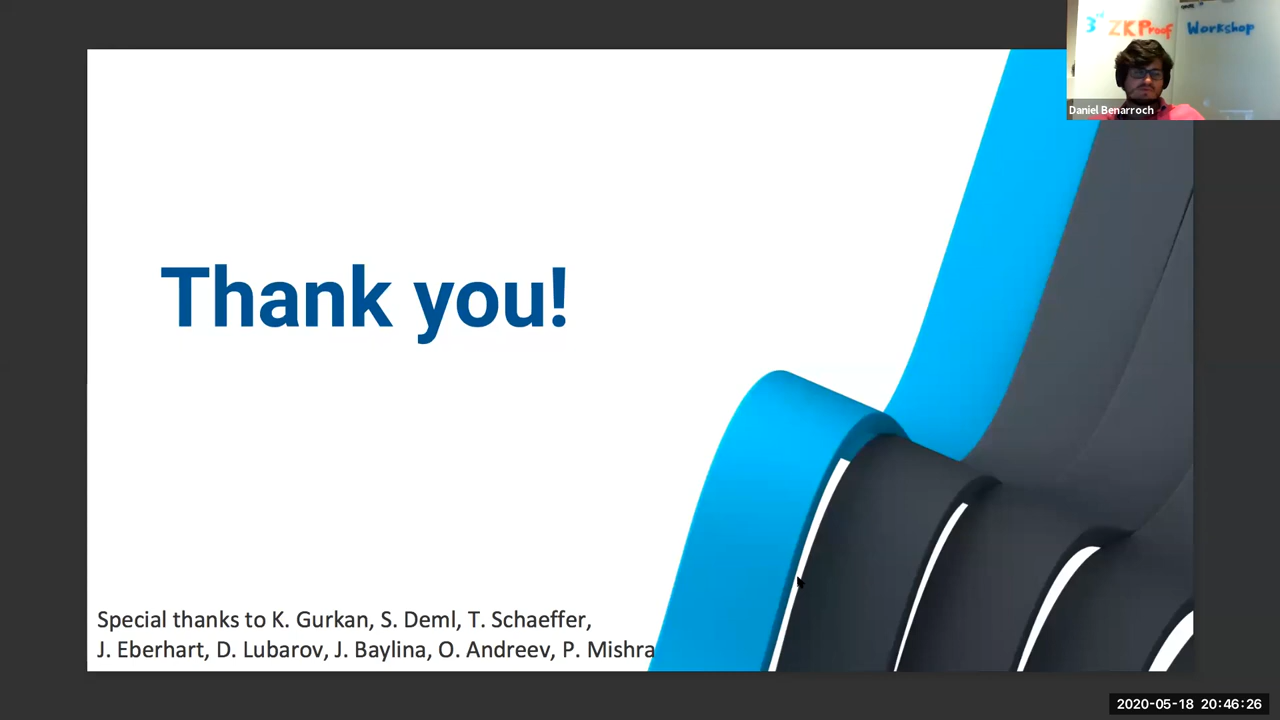 3rd ZKProof Workshop
Daniel Benarroch
Thank you!
Special thanks to K. Gurkan, S. Deml, T. Schaeffer,
J. Eberhart, D. Lubarov, J. Baylina, O. Andreev, P. Mishra
2020-05-18 20:46:26